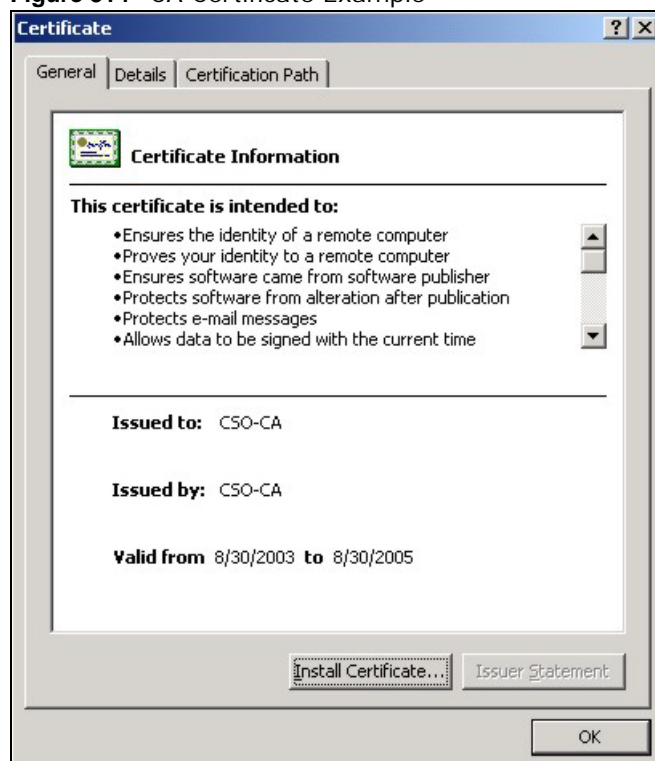 Certificate
General Details Certification Path
Certificate Information
This certificate is intended to:
•Ensures the identity of a remote computer
•Proves your identity to a remote computer
•Ensures software came from software publisher
•Protects software from alteration after publication
•Protects e-mail messages
•Allows data to be signed with the current time
Issued to: CSO-CA
Issued by: CSO-CA
Valid from 8/30/2003 to 8/30/2005
Install Certificate... Issuer Statement
OK